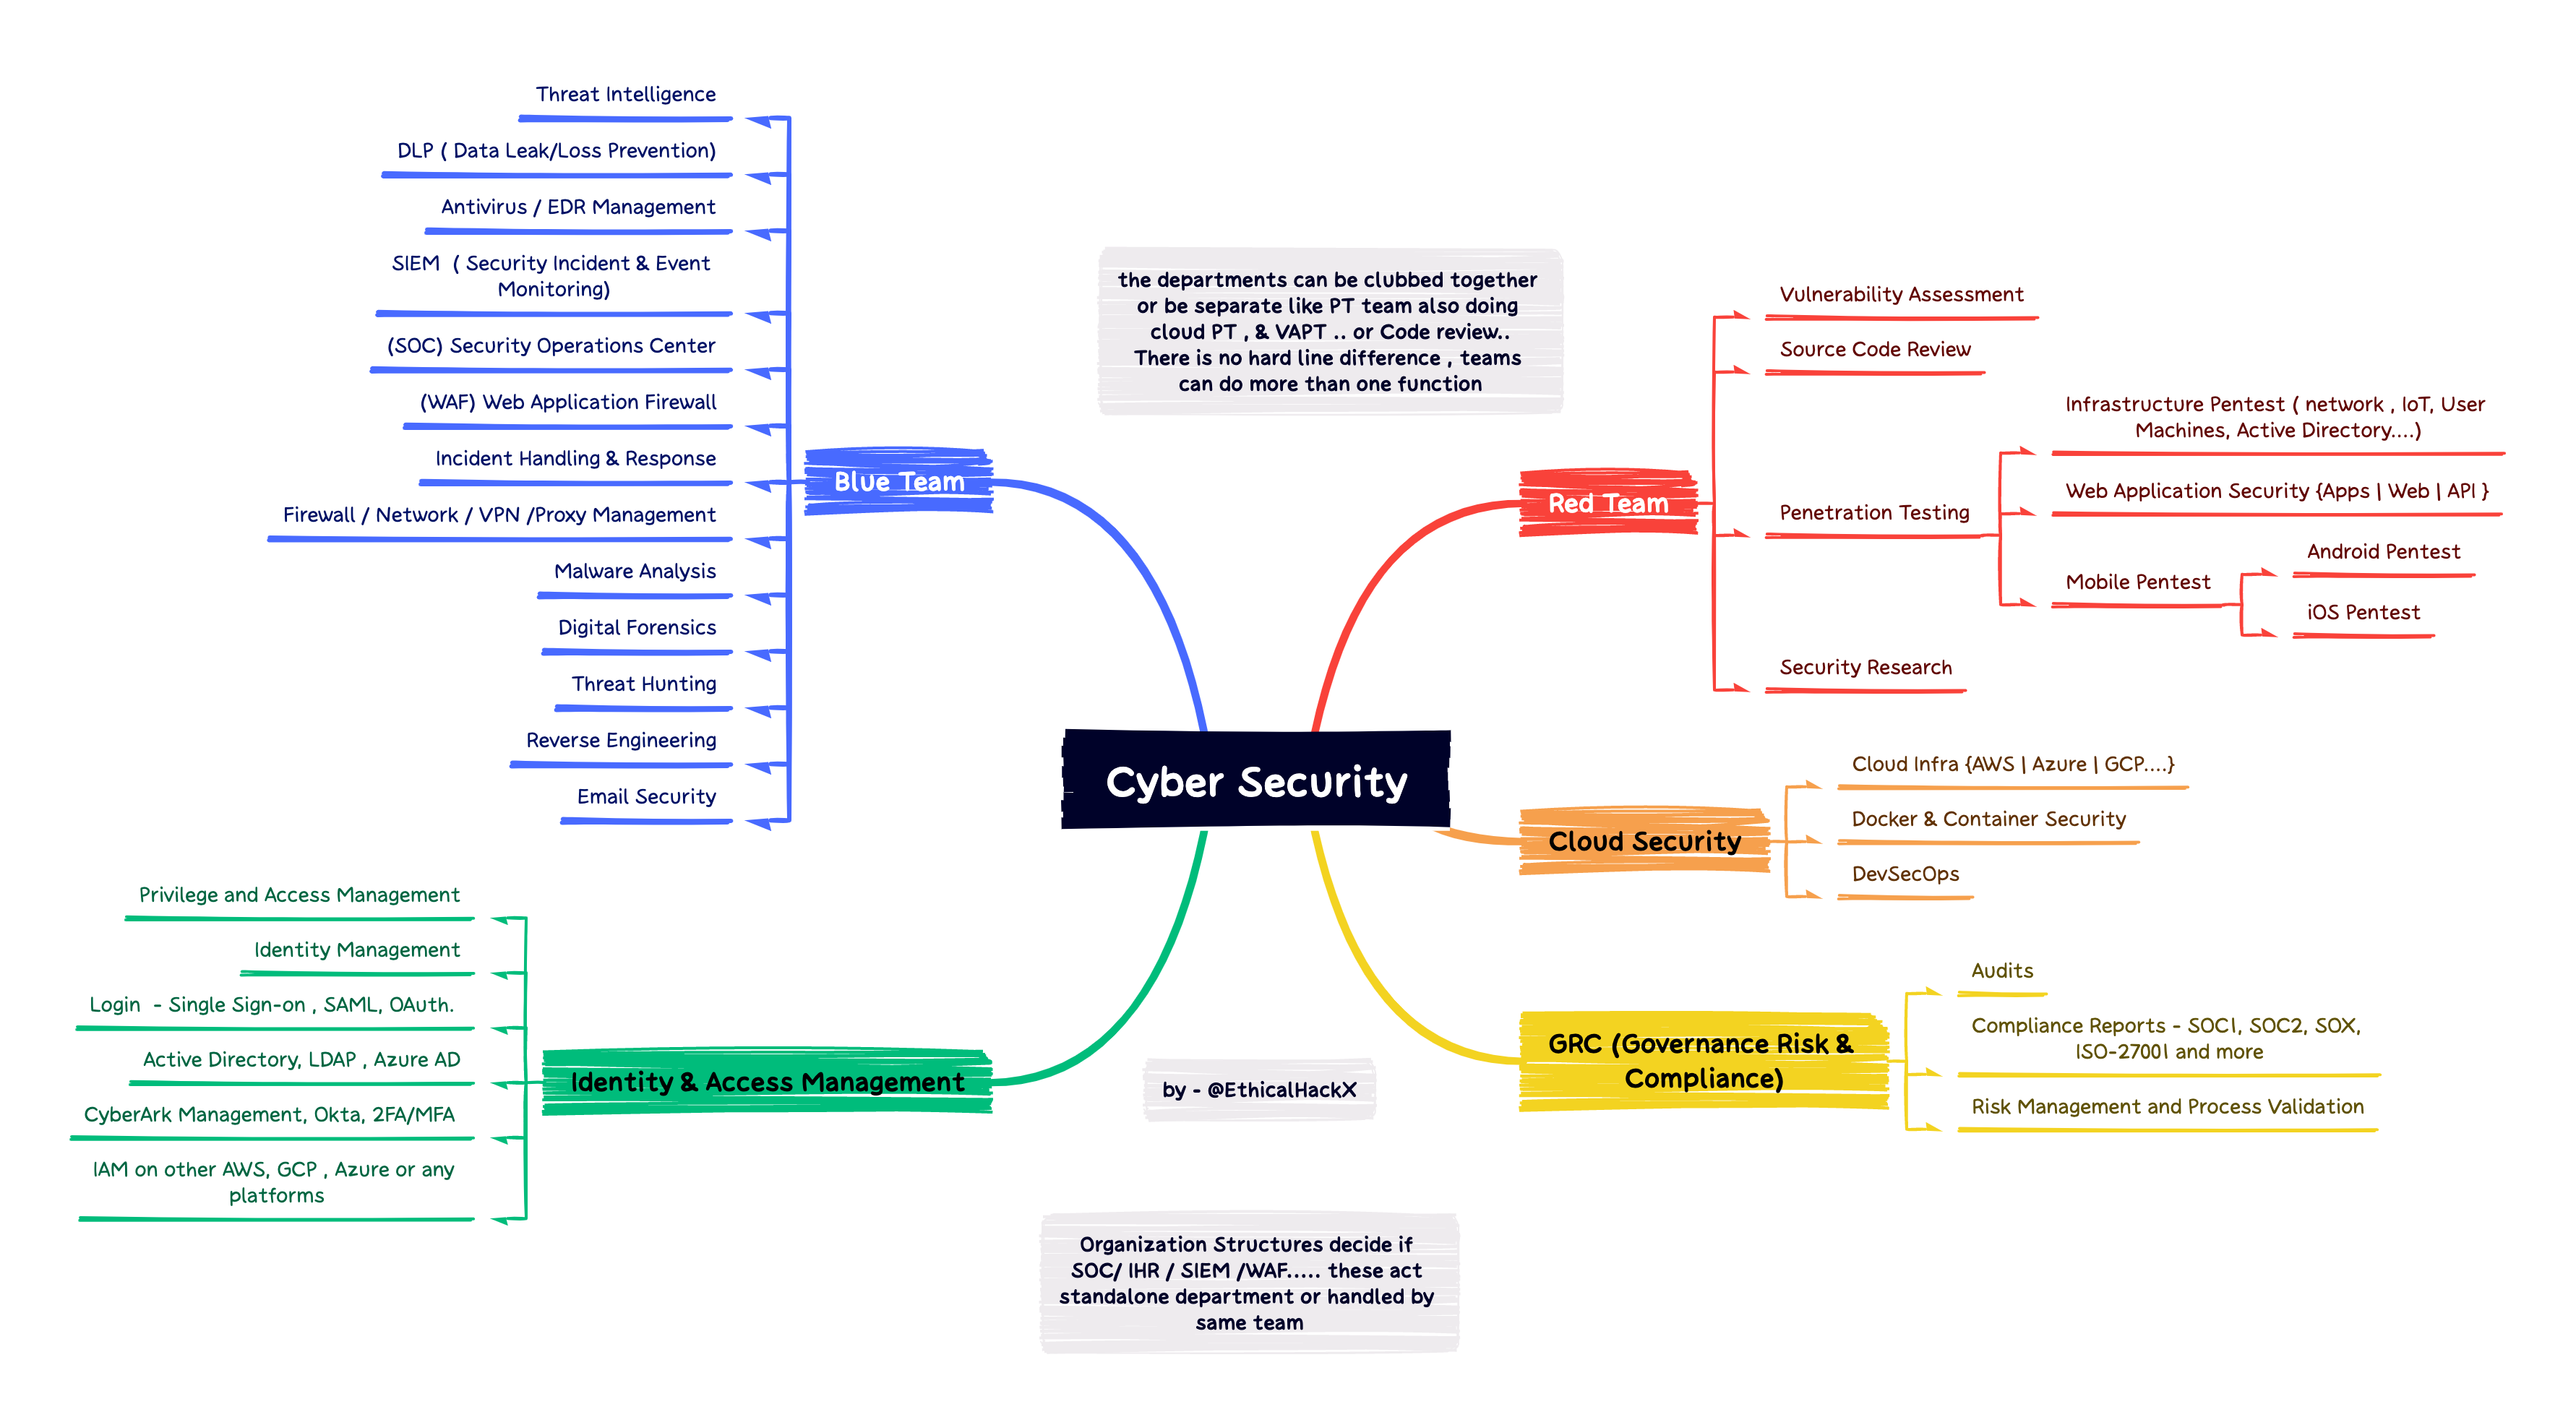 Threat Intelligence
DLP ( Data Leak/Loss Prevention)
Antivirus / EDR Management
SIEM  ( Security Incident & Event
Monitoring)
(SOC) Security Operations Center
(WAF) Web Application Firewall
Incident Handling & Response
Firewall / Network / VPN /Proxy Management
Malware Analysis
Digital Forensics
Threat Hunting
Reverse Engineering
Email Security
Blue Team
the departments can be clubbed together
or be separate like PT team also doing
cloud PT , & VAPT .. or Code review..
There is no hard line difference , teams
can do more than one function
Red Team
Vulnerability Assessment
Source Code Review
Penetration Testing
Infrastructure Pentest ( network , IoT, User
Machines, Active Directory....)
Web Application Security {Apps | Web | API }
Mobile Pentest
Android Pentest
iOS Pentest
Security Research
Cyber Security
Cloud Security
Cloud Infra {AWS | Azure | GCP....}
Docker & Container Security
DevSecOps
Privilege and Access Management
Identity Management
Login  - Single Sign-on , SAML, OAuth.
Active Directory, LDAP , Azure AD
CyberArk Management, Okta, 2FA/MFA
IAM on other AWS, GCP , Azure or any
platforms
Identity & Access Management
GRC (Governance Risk &
Compliance)
Audits
Compliance Reports - SOC1, SOC2, SOX,
ISO-27001 and more
Risk Management and Process Validation
by - @EthicalHackX
Organization Structures decide if
SOC/ IHR / SIEM /WAF..... these act
standalone department or handled by
same team